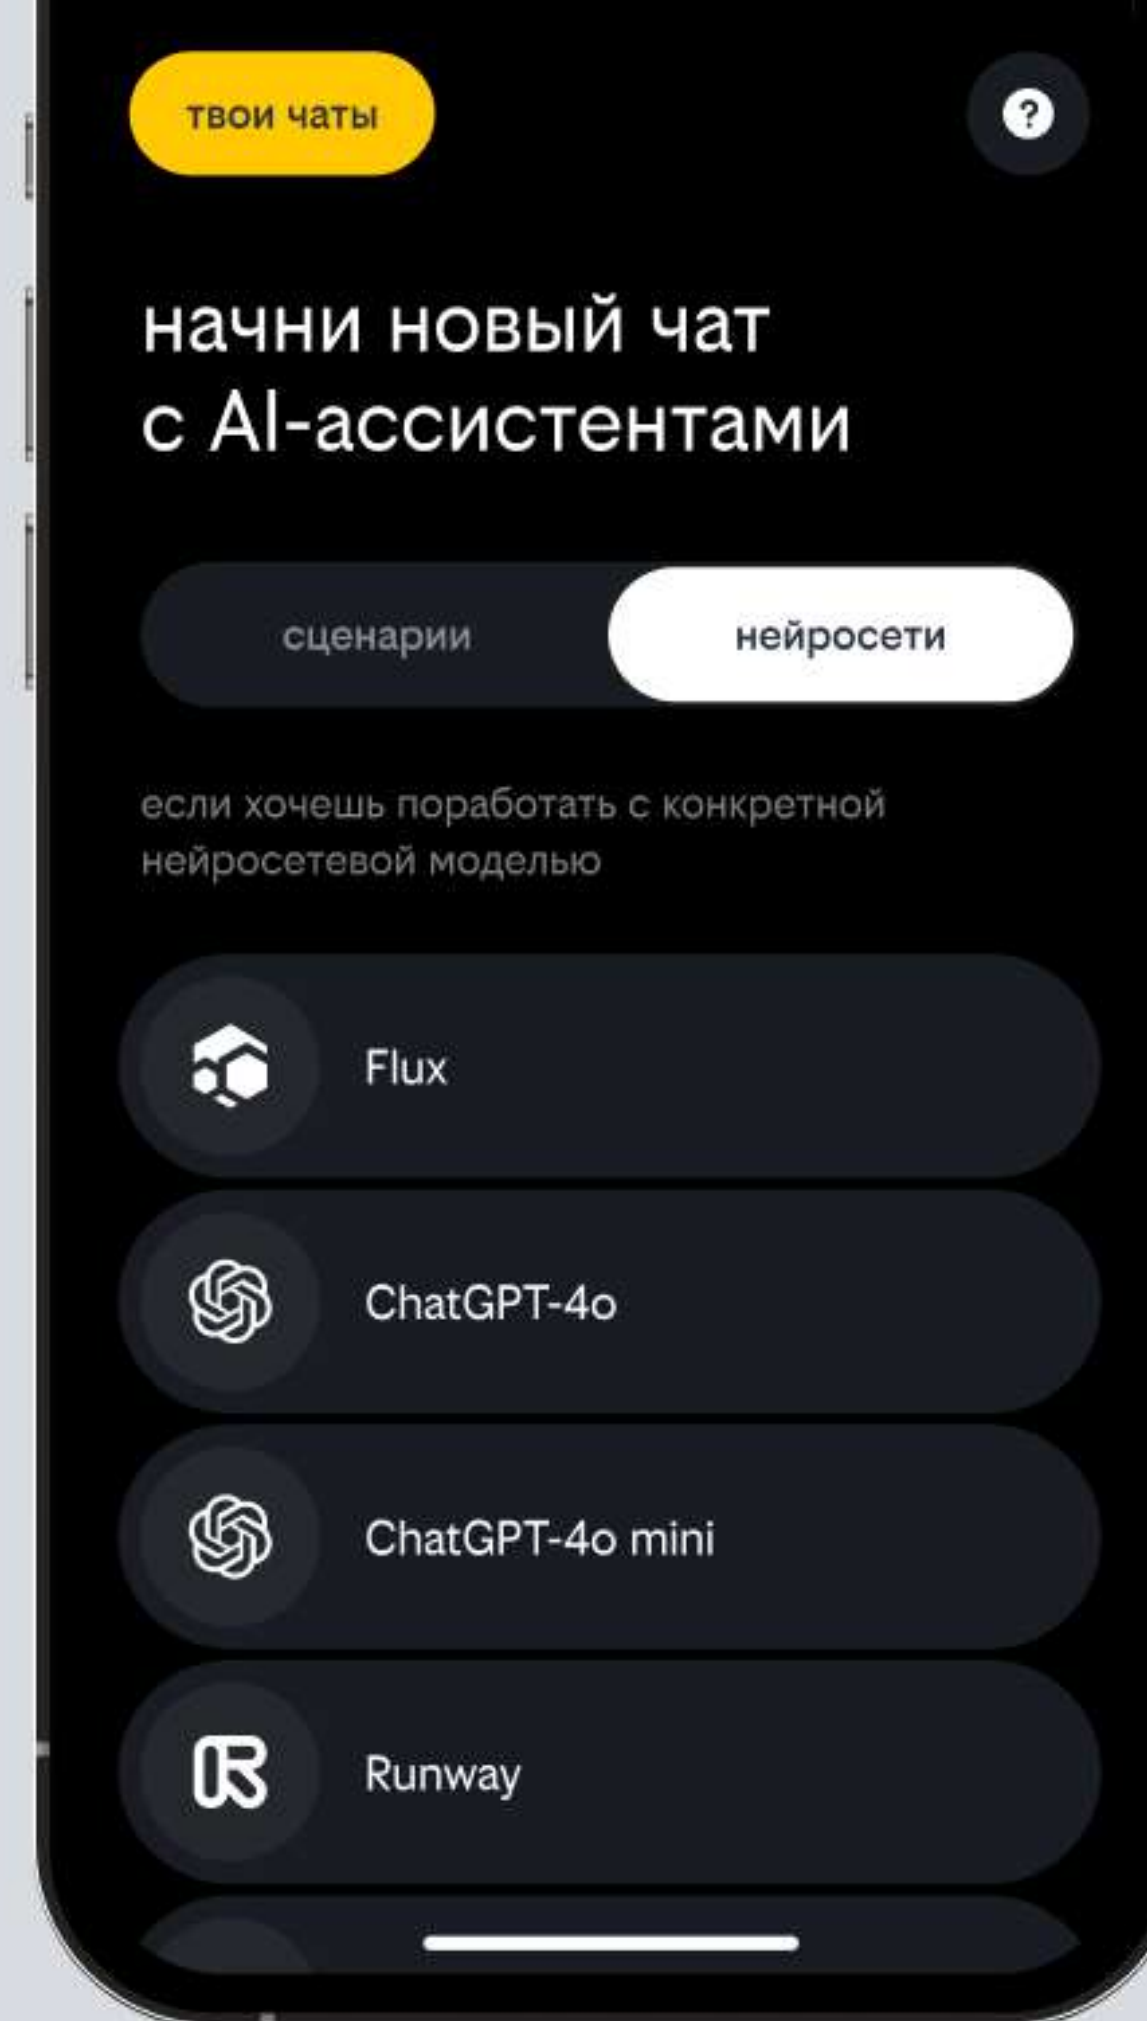 твои чаты
?
начни новый чат
с AI-ассистентами
сценарии
нейросети
если хочешь поработать с конкретной
нейросетевой моделью
Flux
ChatGPT-4o
ChatGPT-4o mini
Runway